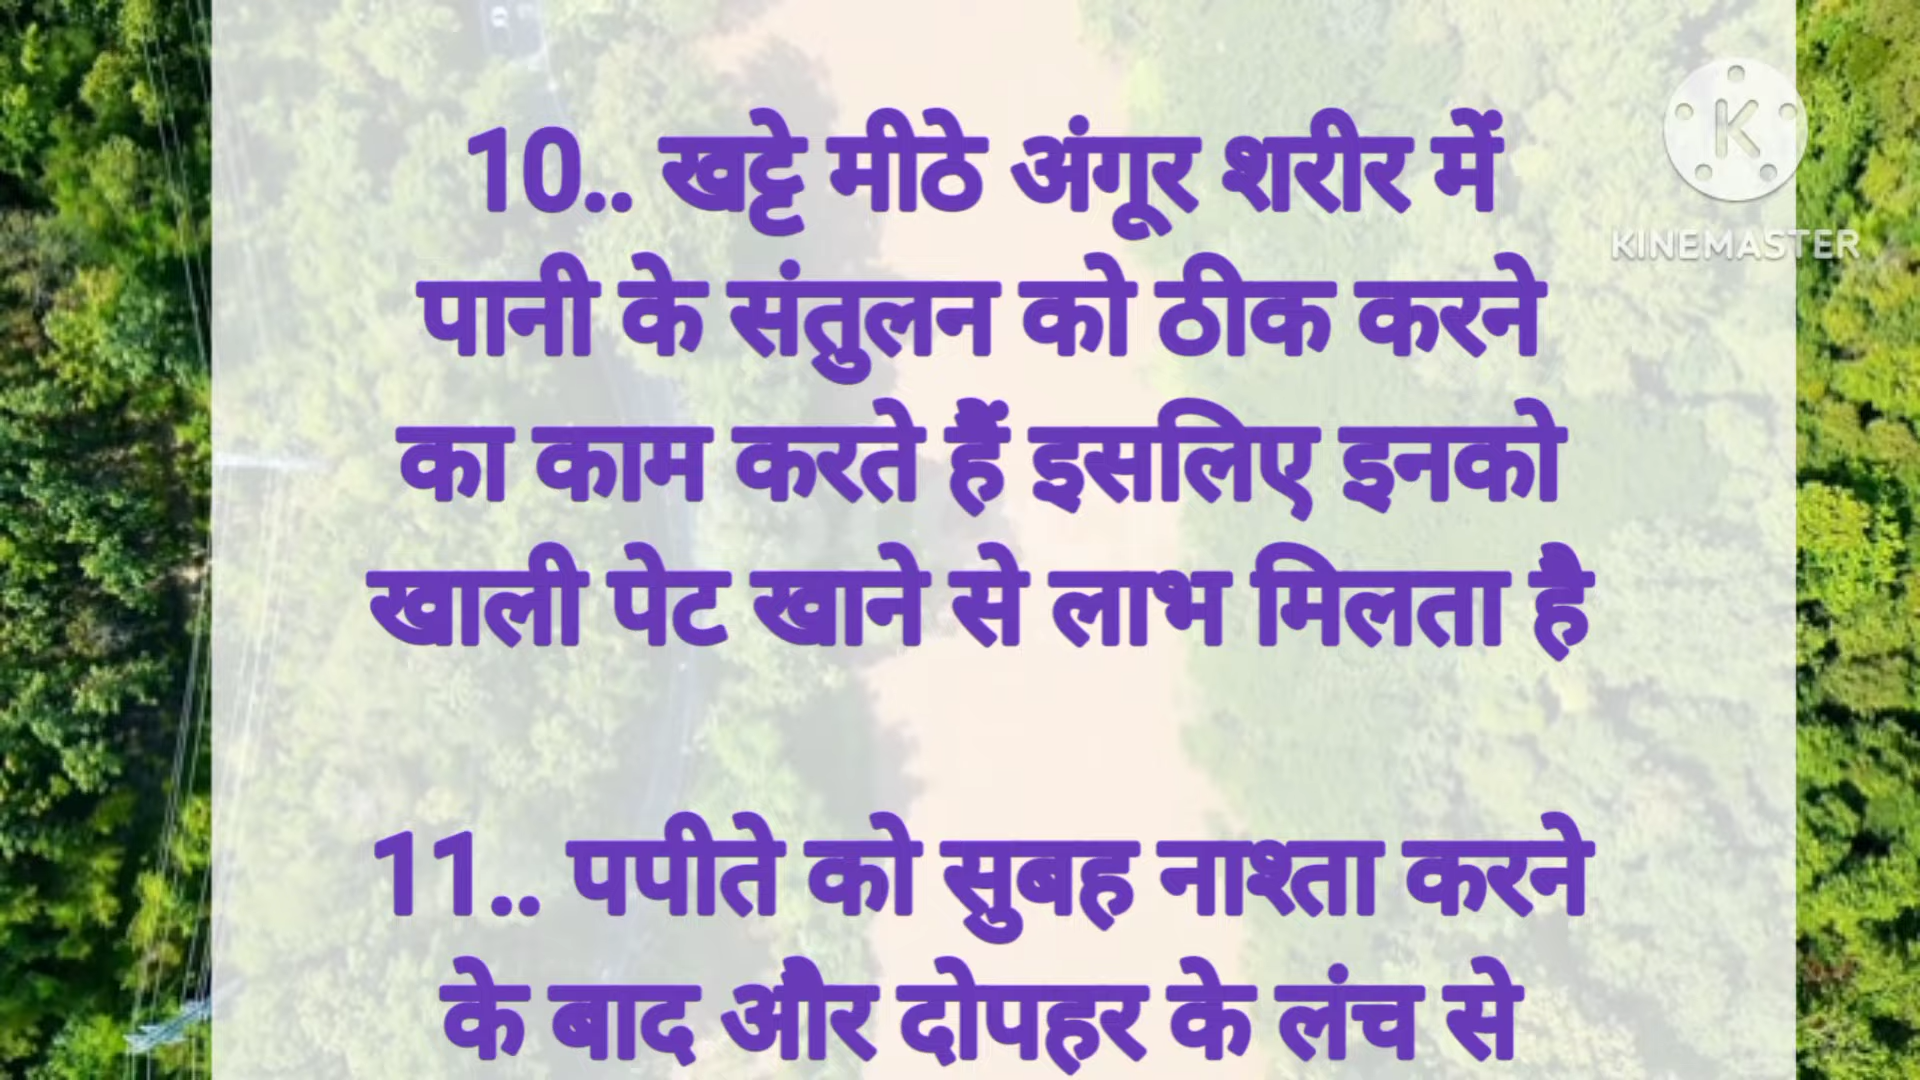 K
KINEMASTER
10.. खट्टे मीठे अंगूर शरीर में
पानी के संतुलन को ठीक करने
का काम करते हैं इसलिए इनको
खाली पेट खाने से लाभ मिलता है
11.. पपीते को सुबह नाश्ता करने
के बाद और दोपहर के लंच से